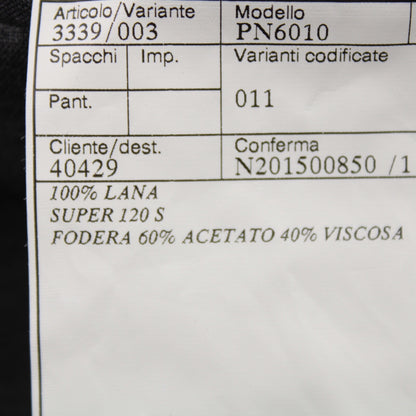 Articolo/Variante Modello
3339/003 PN6010
Spacchi Imp. Varianti codificate
Pant. 011
Cliente/dest. Conferma
40429 N201500850 /1
100% LANA
SUPER 120 S
FODERA 60% ACETATO 40% VISCOSA